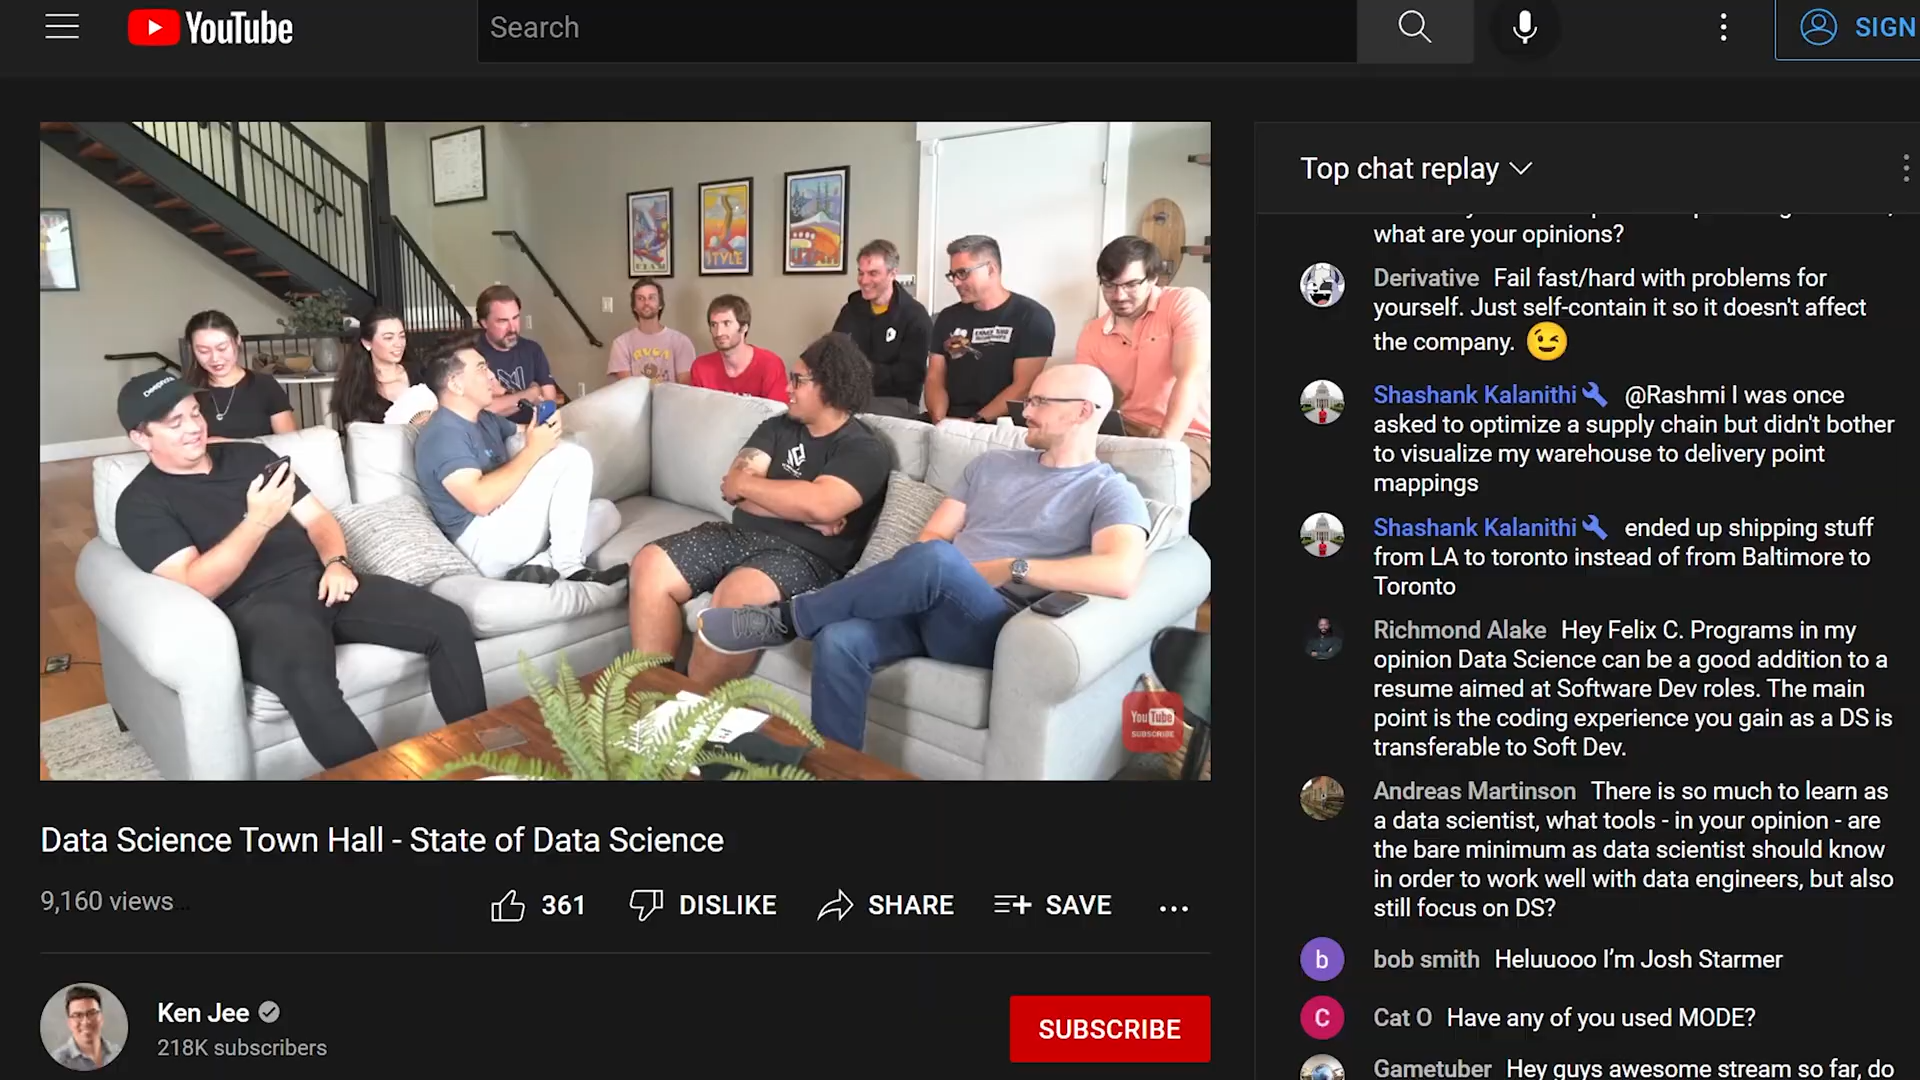 YouTube
Search
SIGN
Top chat replay
what are your opinions?
Derivative Fail fast/hard with problems for
yourself. Just self-contain it so it doesn't affect
the company. 😉
Shashank Kalanithi @Rashmi I was once
asked to optimize a supply chain but didn't bother
to visualize my warehouse to delivery point
mappings
Shashank Kalanithi ended up shipping stuff
from LA to toronto instead of from Baltimore to
Toronto
Richmond Alake Hey Felix C. Programs in my
opinion Data Science can be a good addition to a
resume aimed at Software Dev roles. The main
point is the coding experience you gain as a DS is
transferable to Soft Dev.
Andreas Martinson There is so much to learn as
a data scientist, what tools - in your opinion - are
the bare minimum as data scientist should know
in order to work well with data engineers, but also
still focus on DS?
b bob smith Heluuooo I’m Josh Starmer
C Cat O Have any of you used MODE?
Gametuber Hey guys awesome stream so far, do
STYLE
YouTube
SUBSCRIBE
Data Science Town Hall - State of Data Science
9,160 views
361 DISLIKE SHARE SAVE ...
Ken Jee
218K subscribers
SUBSCRIBE